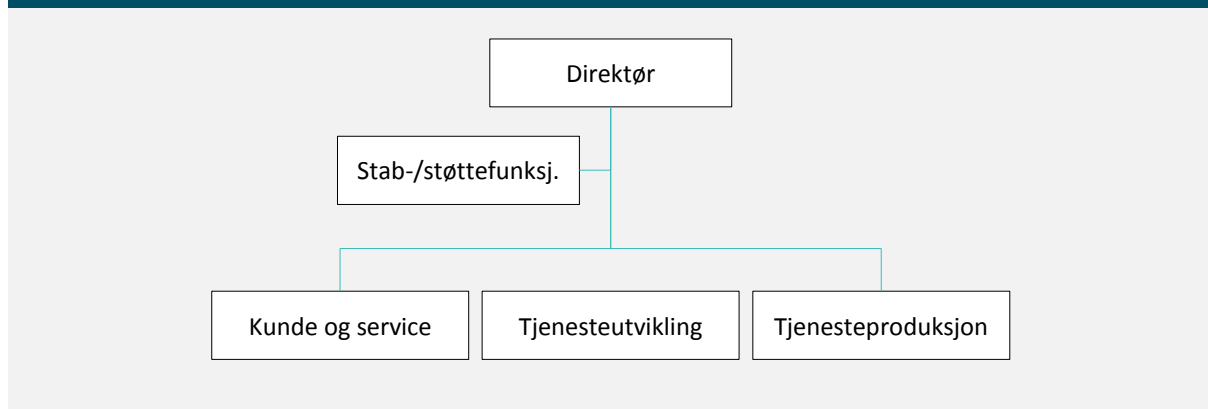 Direktør
Stab-/støttefunksj.
Kunde og service
Tjenesteutvikling
Tjenesteproduksjon